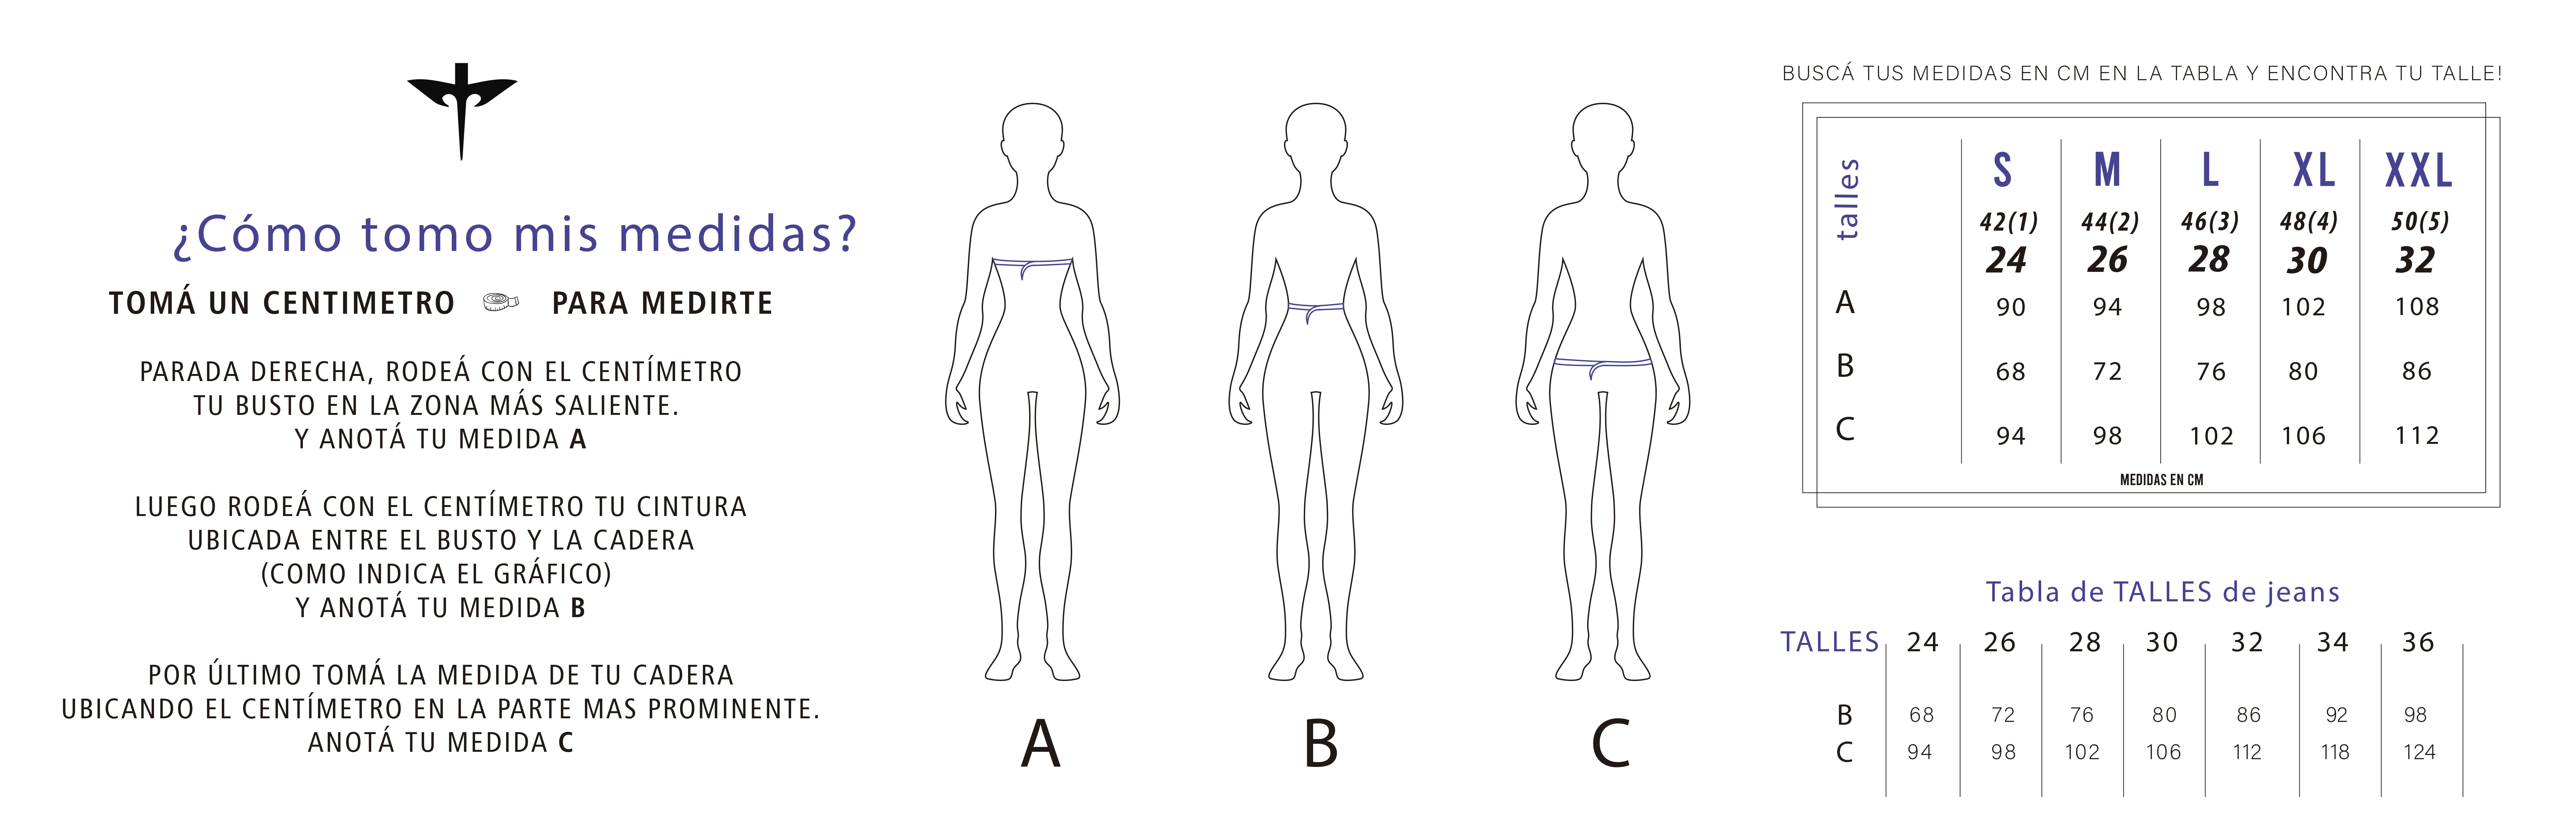 ¿Cómo tomo mis medidas?
TOMÁ UN CENTIMETRO PARA MEDIRTE
PARADA DERECHA, RODEÁ CON EL CENTÍMETRO
TU BUSTO EN LA ZONA MÁS SALIENTE.
Y ANOTÁ TU MEDIDA A
LUEGO RODEÁ CON EL CENTÍMETRO TU CINTURA
UBICADA ENTRE EL BUSTO Y LA CADERA
(COMO INDICA EL GRÁFICO)
Y ANOTÁ TU MEDIDA B
POR ÚLTIMO TOMÁ LA MEDIDA DE TU CADERA
UBICANDO EL CENTÍMETRO EN LA PARTE MAS PROMINENTE.
ANOTÁ TU MEDIDA C
A B C
BUSCÁ TUS MEDIDAS EN CM EN LA TABLA Y ENCONTRA TU TALLE!
talles S M L XL XXL
42(1) 44(2) 46(3) 48(4) 50(5)
24 26 28 30 32
A 90 94 98 102 108
B 68 72 76 80 86
C 94 98 102 106 112
MEDIDAS EN CM
Tabla de TALLES de jeans
TALLES 24 26 28 30 32 34 36
B 68 72 76 80 86 92 98
C 94 98 102 106 112 118 124